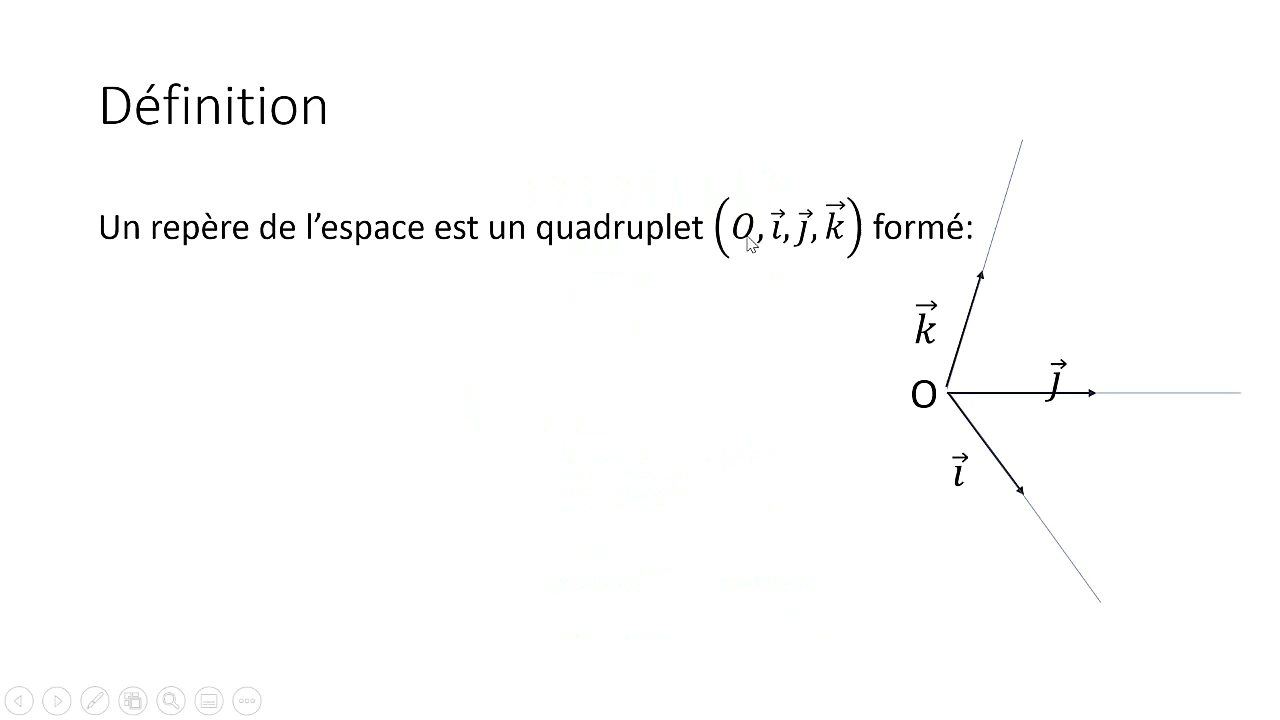 Définition
Un repère de l'espace est un quadruplet (O, i⃗, j⃗, k⃗) formé:
k⃗
O
j⃗
i⃗